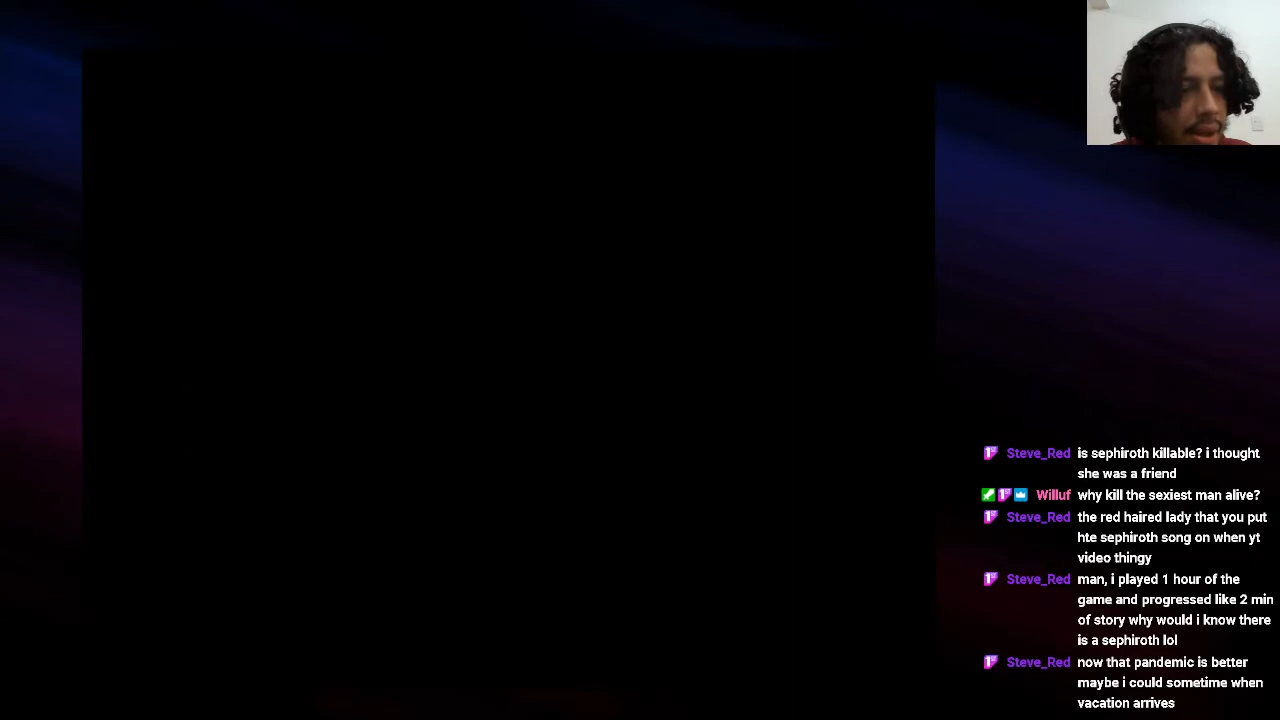 Steve_Red is sephiroth killable? i thought
she was a friend
Willuf why kill the sexiest man alive?
Steve_Red the red haired lady that you put
hte sephiroth song on when yt
video thingy
Steve_Red man, i played 1 hour of the
game and progressed like 2 min
of story why would i know there
is a sephiroth lol
Steve_Red now that pandemic is better
maybe i could sometime when
vacation arrives